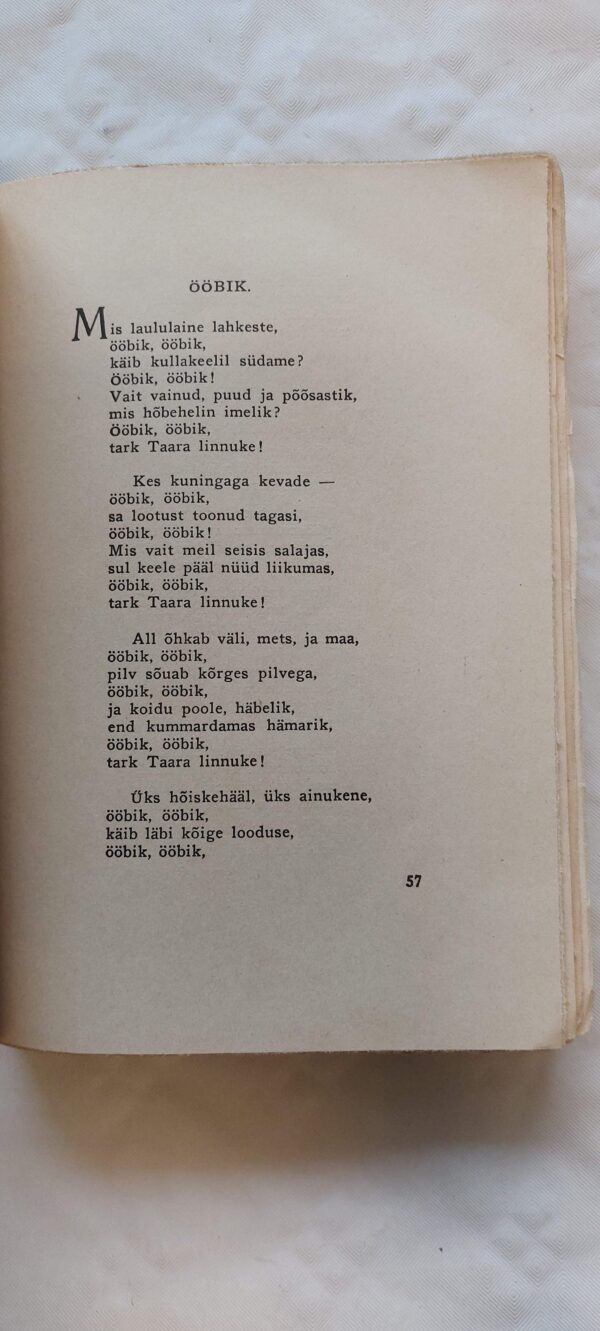 ÖÖBIK.
Mis laululaine lahkeste,
ööbik, ööbik,
käib kullakeelil südame?
Ööbik, ööbik!
Vait vainud, puud ja põõsastik,
mis hõbehelin imelik?
Ööbik, ööbik,
tark Taara linnuke!
Kes kuningaga kevade —
ööbik, ööbik,
sa lootust toonud tagasi,
ööbik, ööbik!
Mis vait meil seisis salajas,
sul keele pääl nüüd liikumas,
ööbik, ööbik,
tark Taara linnuke!
All õhkab väli, mets, ja maa,
ööbik, ööbik,
pilv sõuab kõrges pilvega,
ööbik, ööbik,
ja koidu poole, häbelik,
end kummardamas hämarik,
ööbik, ööbik,
tark Taara linnuke!
Üks hõiskehääl, üks ainukene,
ööbik, ööbik,
käib läbi kõige looduse,
ööbik, ööbik,
57